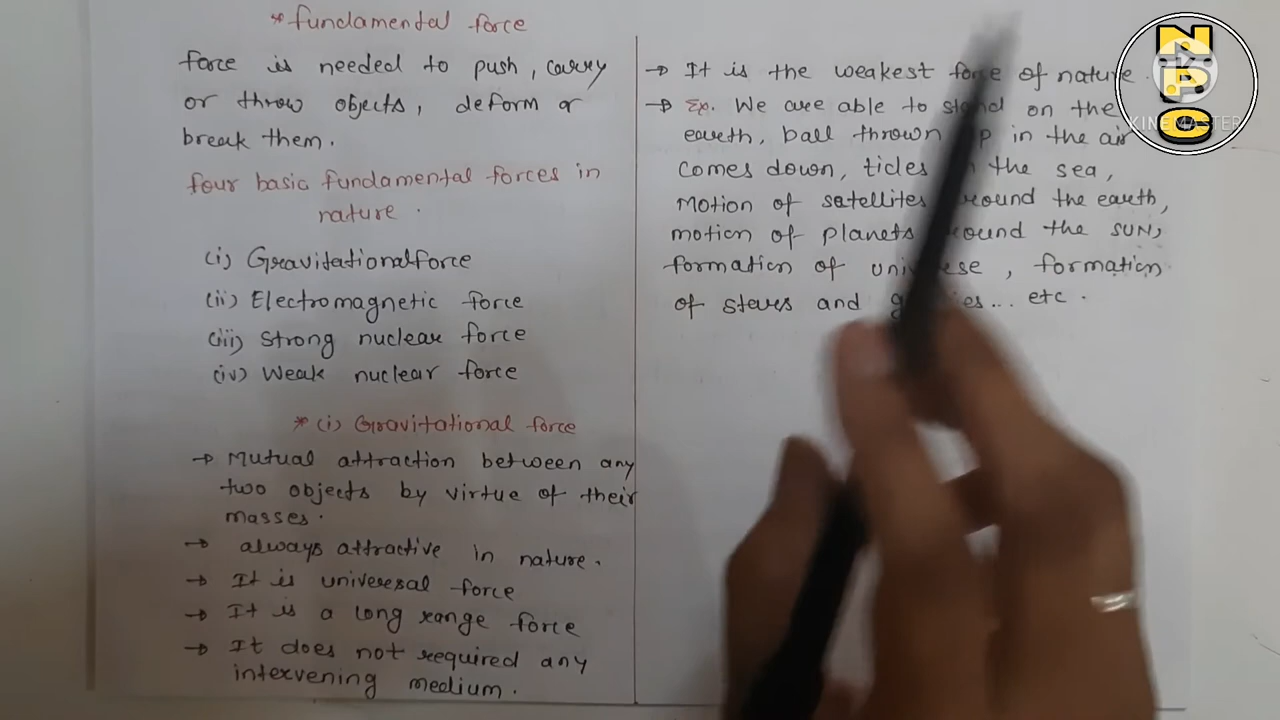 * fundamental force
force is needed to push, carry
or throw objects, deform or
break them.
four basic fundamental forces in
nature.
(i) Gravitational force
(ii) Electromagnetic force
(iii) Strong nuclear force
(iv) Weak nuclear force
* (i) Gravitational force
→ Mutual attraction between any
two objects by virtue of their
masses.
→ always attractive in nature.
→ It is universal force
→ It is a long range force
→ It does not required any
intervening medium.
→ It is the weakest force of nature.
→ Ex. We are able to stand on the
earth, ball thrown in the air
comes down, tides the sea,
Motion of satellites the earth,
motion of planets the SUN,
formation of , formation
of stars and ... etc.
NPC
KINEMASTER